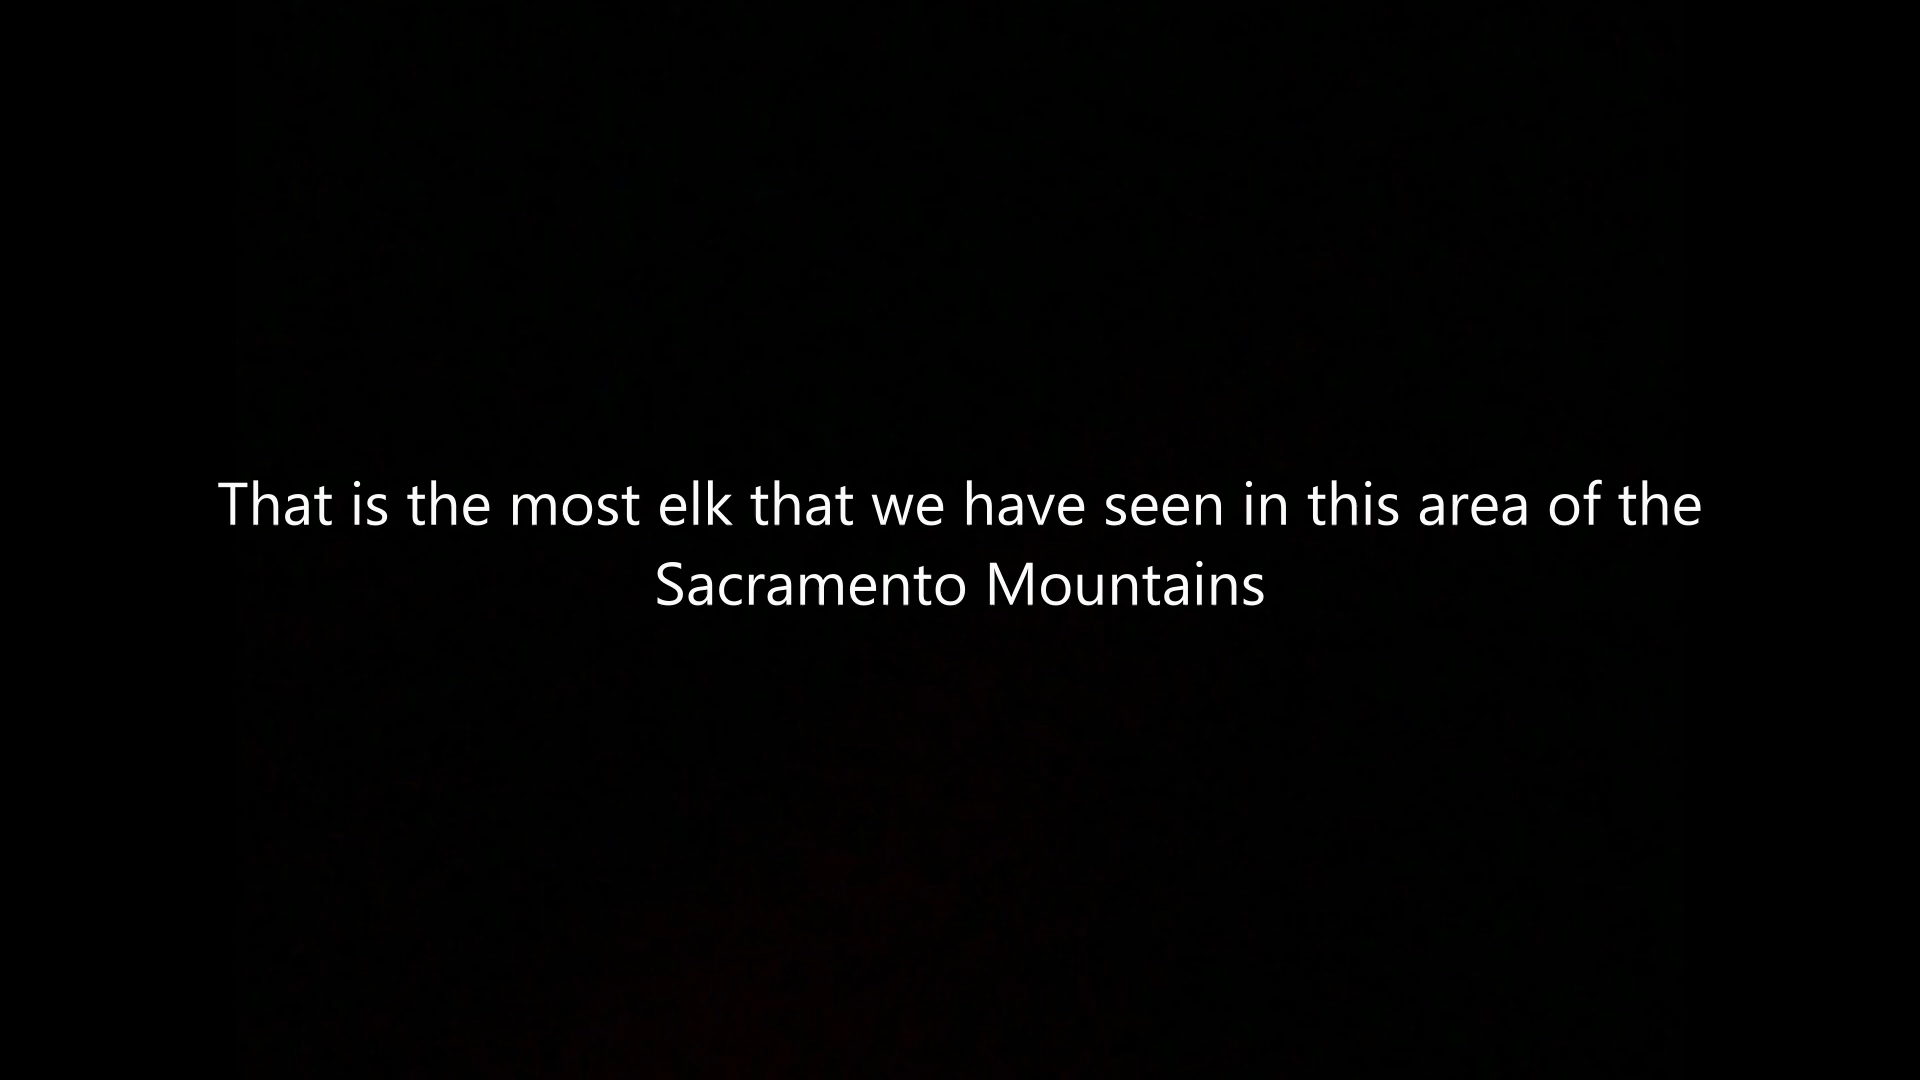 That is the most elk that we have seen in this area of the
Sacramento Mountains